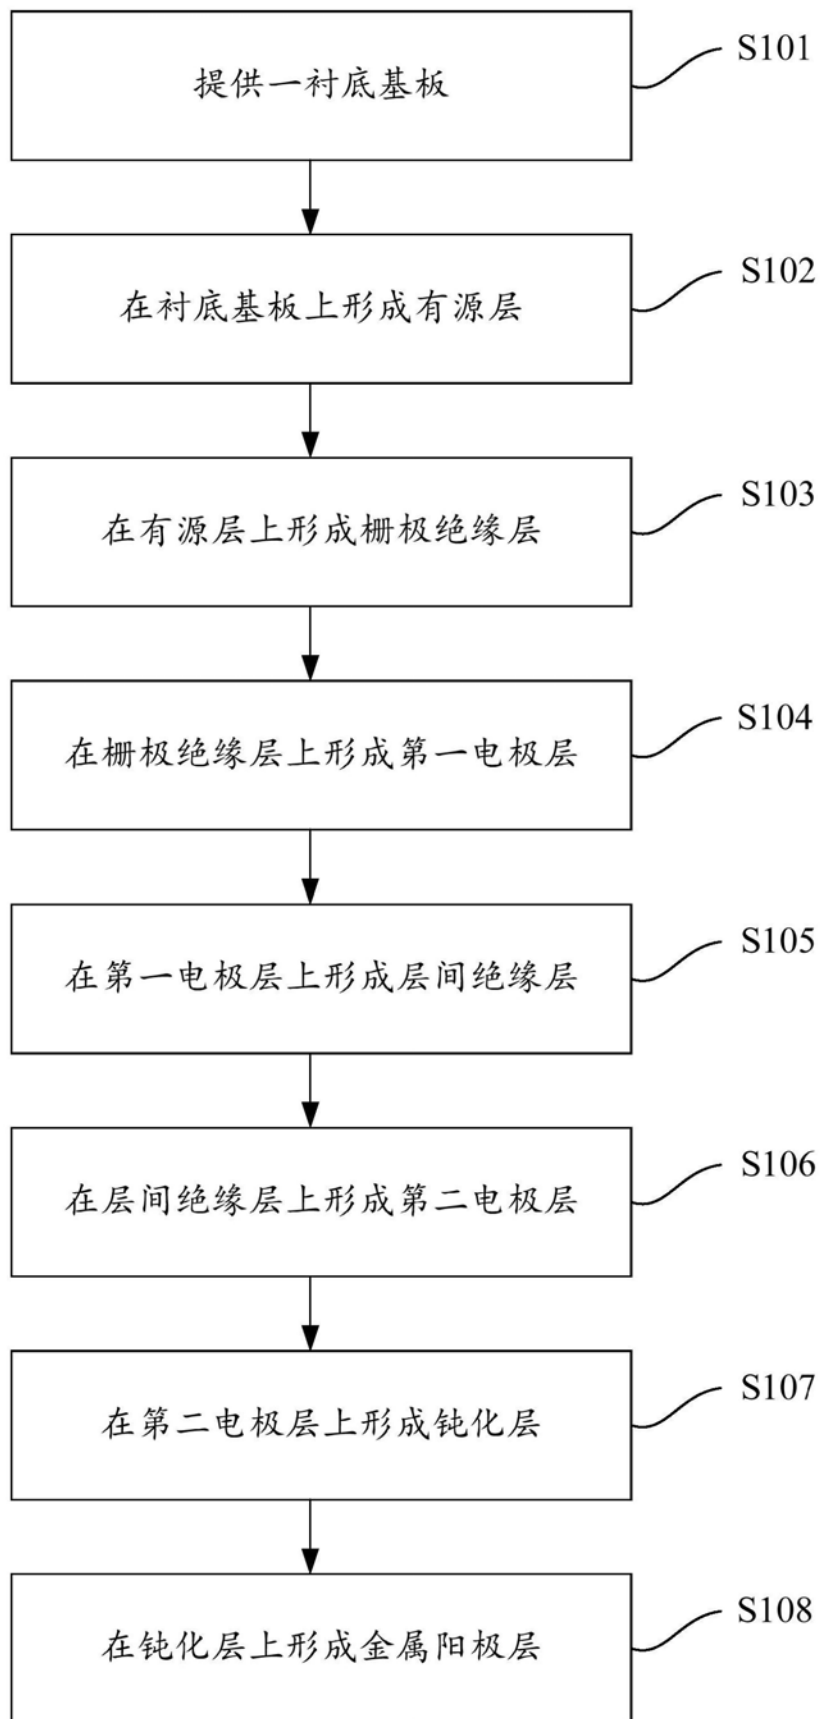 提供一衬底基板
S101
在衬底基板上形成有源层
S102
在有源层上形成栅极绝缘层
S103
在栅极绝缘层上形成第一电极层
S104
在第一电极层上形成层间绝缘层
S105
在层间绝缘层上形成第二电极层
S106
在第二电极层上形成钝化层
S107
在钝化层上形成金属阳极层
S108